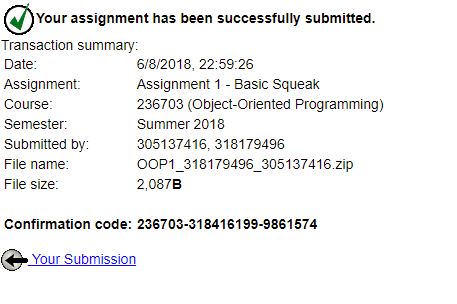 Your assignment has been successfully submitted.
Transaction summary:
Date: 6/8/2018, 22:59:26
Assignment: Assignment 1 - Basic Squeak
Course: 236703 (Object-Oriented Programming)
Semester: Summer 2018
Submitted by: 305137416, 318179496
File name: OOP1_318179496_305137416.zip
File size: 2,087B
Confirmation code: 236703-318416199-9861574
Your Submission